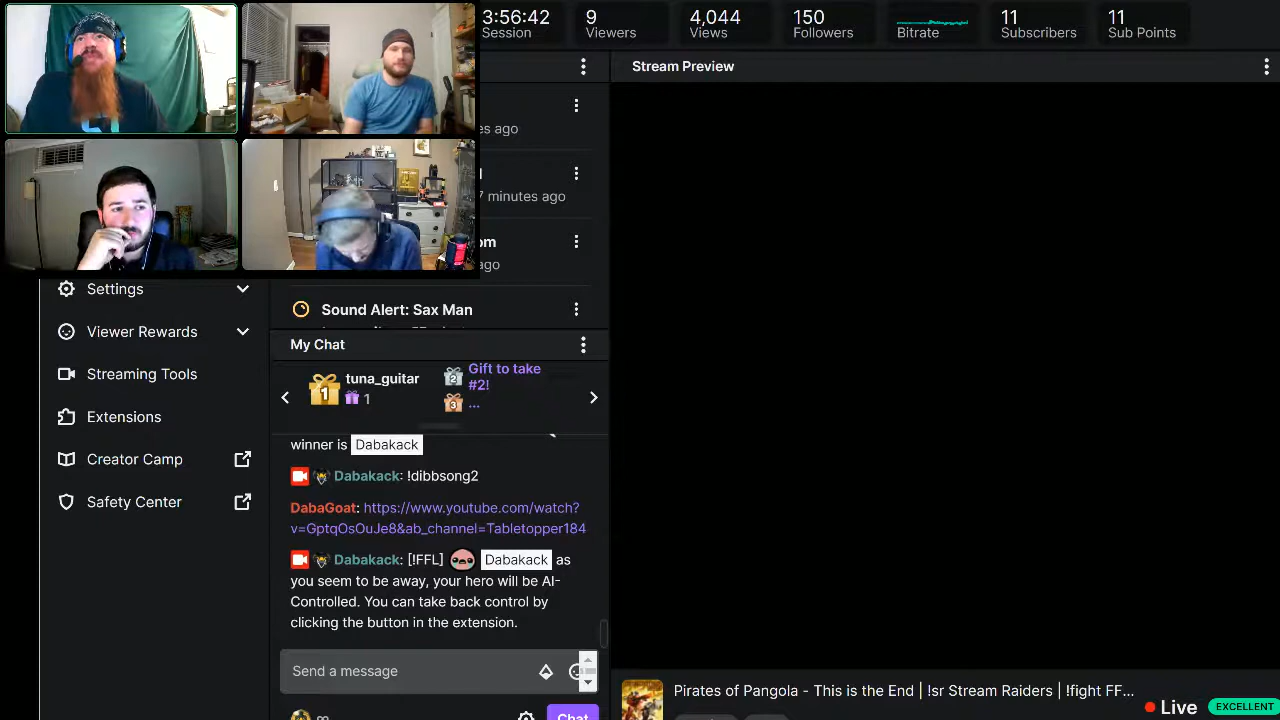 3:56:42
Session
9
Viewers
4,044
Views
150
Followers
Bitrate
11
Subscribers
11
Sub Points
Stream Preview
es ago
7 minutes ago
om
ago
Sound Alert: Sax Man
My Chat
1
tuna_guitar
1
2
Gift to take
#2!
3
...
winner is Dabakack
Dabakack: !dibbsong2
DabaGoat: https://www.youtube.com/watch?
v=GptqOsOuJe8&ab_channel=Tabletopper184
Dabakack: [!FFL] Dabakack as
you seem to be away, your hero will be AI-
Controlled. You can take back control by
clicking the button in the extension.
Send a message
Chat
Settings
Viewer Rewards
Streaming Tools
Extensions
Creator Camp
Safety Center
Pirates of Pangola - This is the End | !sr Stream Raiders | !fight FF...
Live
EXCELLENT